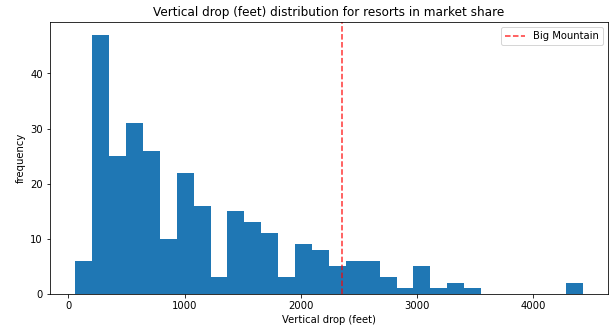 Vertical drop (feet) distribution for resorts in market share
Big Mountain
frequency
40
30
20
10
0
0 1000 2000 3000 4000
Vertical drop (feet)